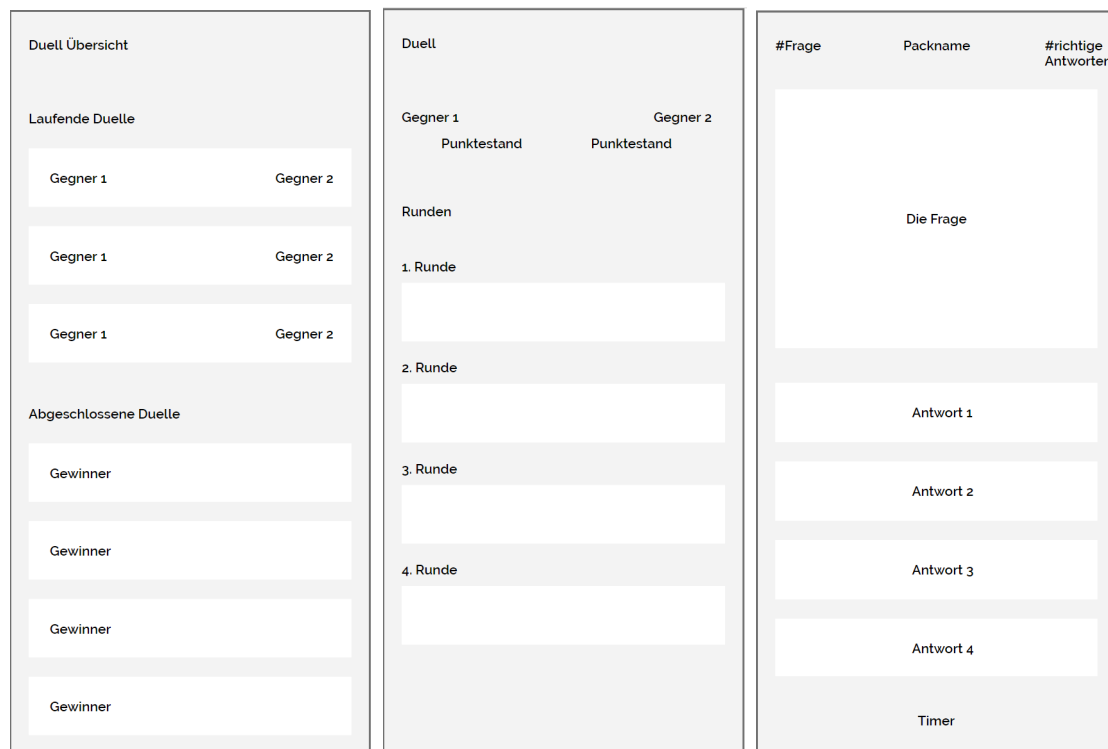 Duell Übersicht
Laufende Duelle
Gegner 1 Gegner 2
Gegner 1 Gegner 2
Gegner 1 Gegner 2
Abgeschlossene Duelle
Gewinner
Gewinner
Gewinner
Gewinner
Duell
Gegner 1 Gegner 2
Punktestand Punktestand
Runden
1. Runde
2. Runde
3. Runde
4. Runde
#Frage Packname #richtige
Antworten
Die Frage
Antwort 1
Antwort 2
Antwort 3
Antwort 4
Timer